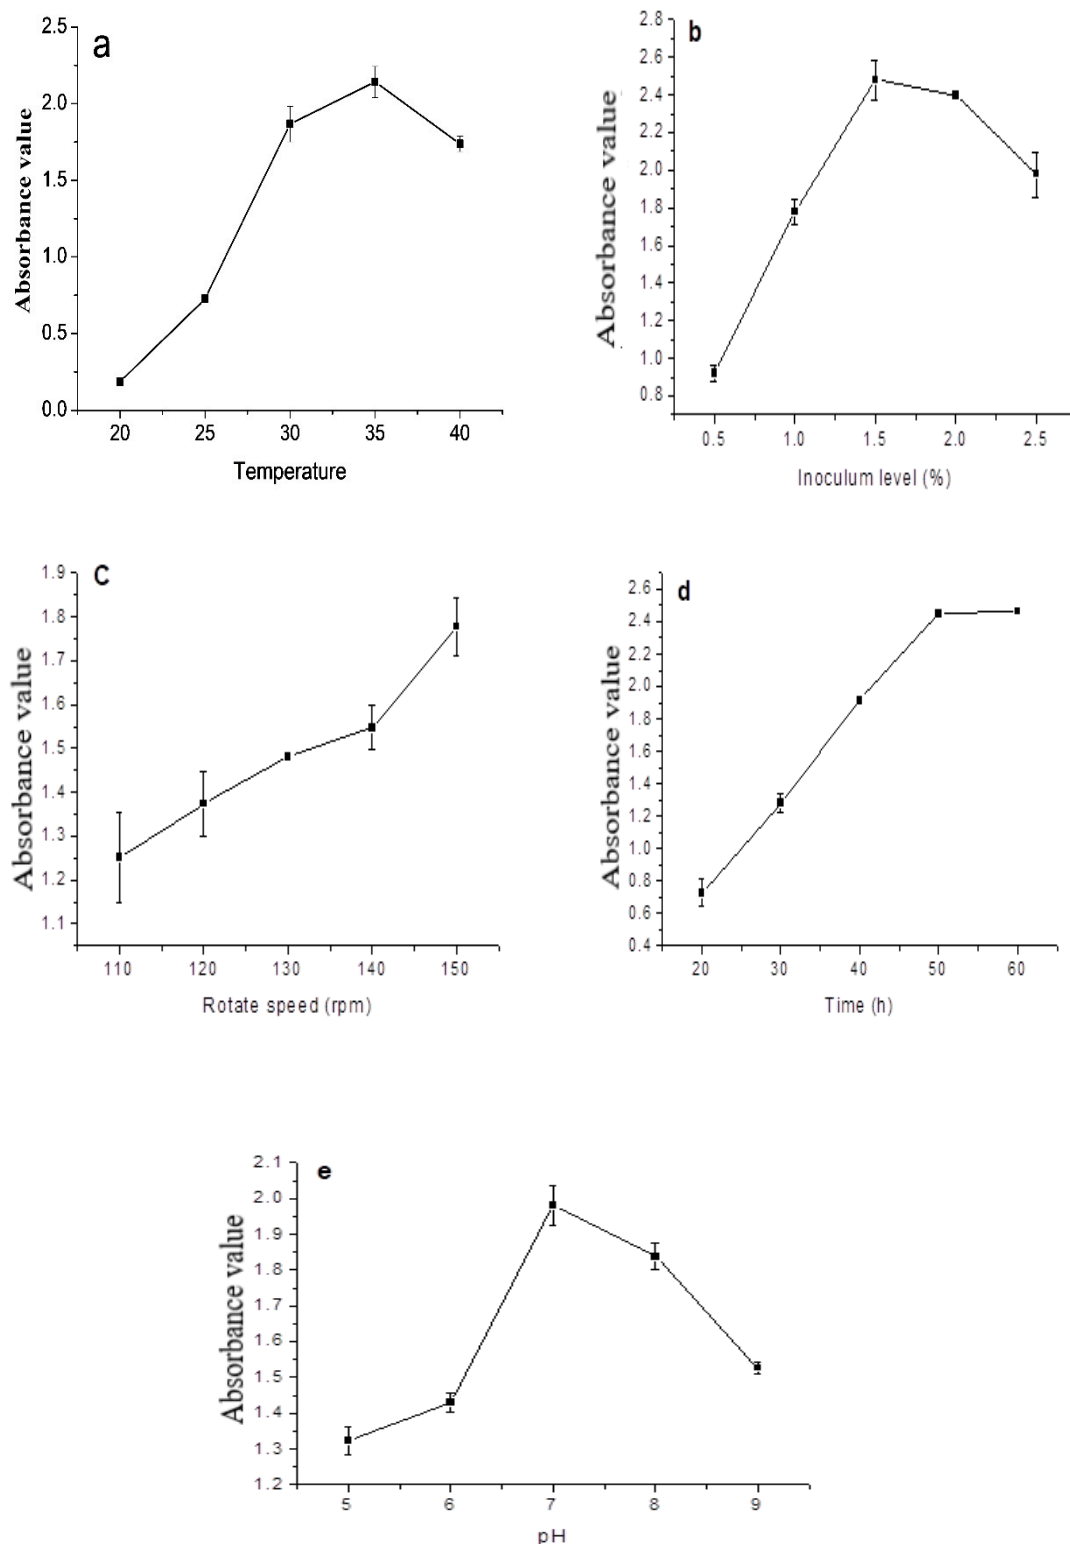 a
2.5
2.0
1.5
1.0
0.5
0.0
Absorbance value
20 25 30 35 40
Temperature
b
2.8
2.6
2.4
2.2
2.0
1.8
1.6
1.4
1.2
1.0
0.8
Absorbance value
0.5 1.0 1.5 2.0 2.5
Inoculum level (%)
c
1.9
1.8
1.7
1.6
1.5
1.4
1.3
1.2
1.1
Absorbance value
110 120 130 140 150
Rotate speed (rpm)
d
2.6
2.4
2.2
2.0
1.8
1.6
1.4
1.2
1.0
0.8
0.6
0.4
Absorbance value
20 30 40 50 60
Time (h)
e
2.1
2.0
1.9
1.8
1.7
1.6
1.5
1.4
1.3
1.2
Absorbance value
5 6 7 8 9
pH